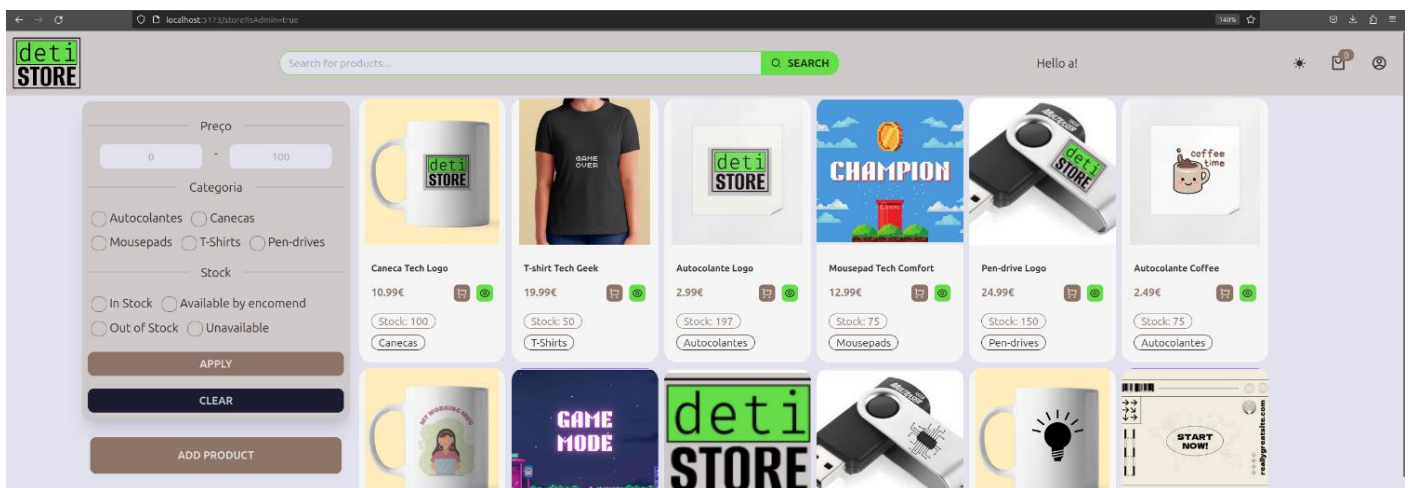 localhost:5173/store?isAdmin=true
140%
deti
STORE
Search for products...
SEARCH
Hello a!
0
Preço
0 - 100
Categoria
Autocolantes Canecas
Mousepads T-Shirts Pen-drives
Stock
In Stock Available by encomend
Out of Stock Unavailable
APPLY
CLEAR
ADD PRODUCT
deti
STORE
Caneca Tech Logo
10.99€
Stock: 100
Canecas
GAME
OVER
T-shirt Tech Geek
19.99€
Stock: 50
T-Shirts
deti
STORE
Autocolante Logo
2.99€
Stock: 197
Autocolantes
CHAMPION
Mousepad Tech Comfort
12.99€
Stock: 75
Mousepads
deti
STORE
Pen-drive Logo
24.99€
Stock: 150
Pen-drives
coffee
time
Autocolante Coffee
2.49€
Stock: 75
Autocolantes
MY WORKING MUG
GAME
MODE
deti
STORE
START
NOW!
reallygreatsite.com